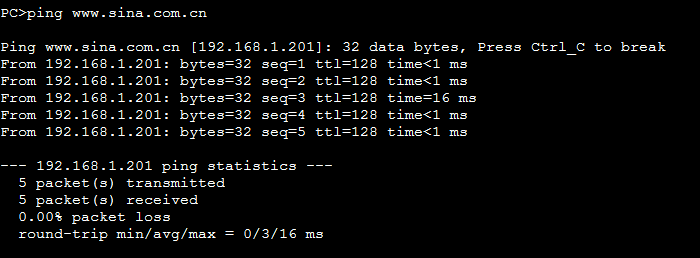 PC>ping www.sina.com.cn
Ping www.sina.com.cn [192.168.1.201]: 32 data bytes, Press Ctrl_C to break
From 192.168.1.201: bytes=32 seq=1 ttl=128 time<1 ms
From 192.168.1.201: bytes=32 seq=2 ttl=128 time<1 ms
From 192.168.1.201: bytes=32 seq=3 ttl=128 time=16 ms
From 192.168.1.201: bytes=32 seq=4 ttl=128 time<1 ms
From 192.168.1.201: bytes=32 seq=5 ttl=128 time<1 ms
--- 192.168.1.201 ping statistics ---
5 packet(s) transmitted
5 packet(s) received
0.00% packet loss
round-trip min/avg/max = 0/3/16 ms